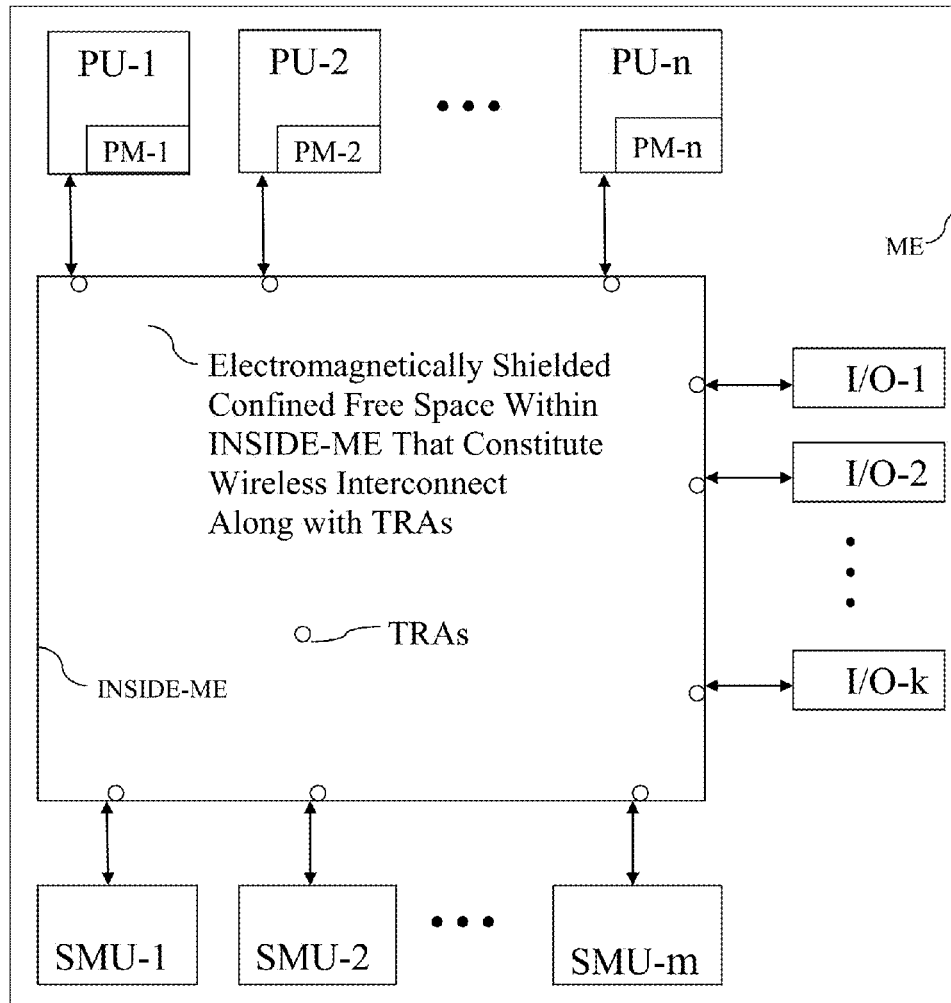 PU-1
PU-2
PU-n
PM-1
PM-2
PM-n
ME
Electromagnetically Shielded
Confined Free Space Within
INSIDE-ME That Constitute
Wireless Interconnect
Along with TRAs
I/O-1
I/O-2
TRAs
INSIDE-ME
I/O-k
SMU-1
SMU-2
SMU-m